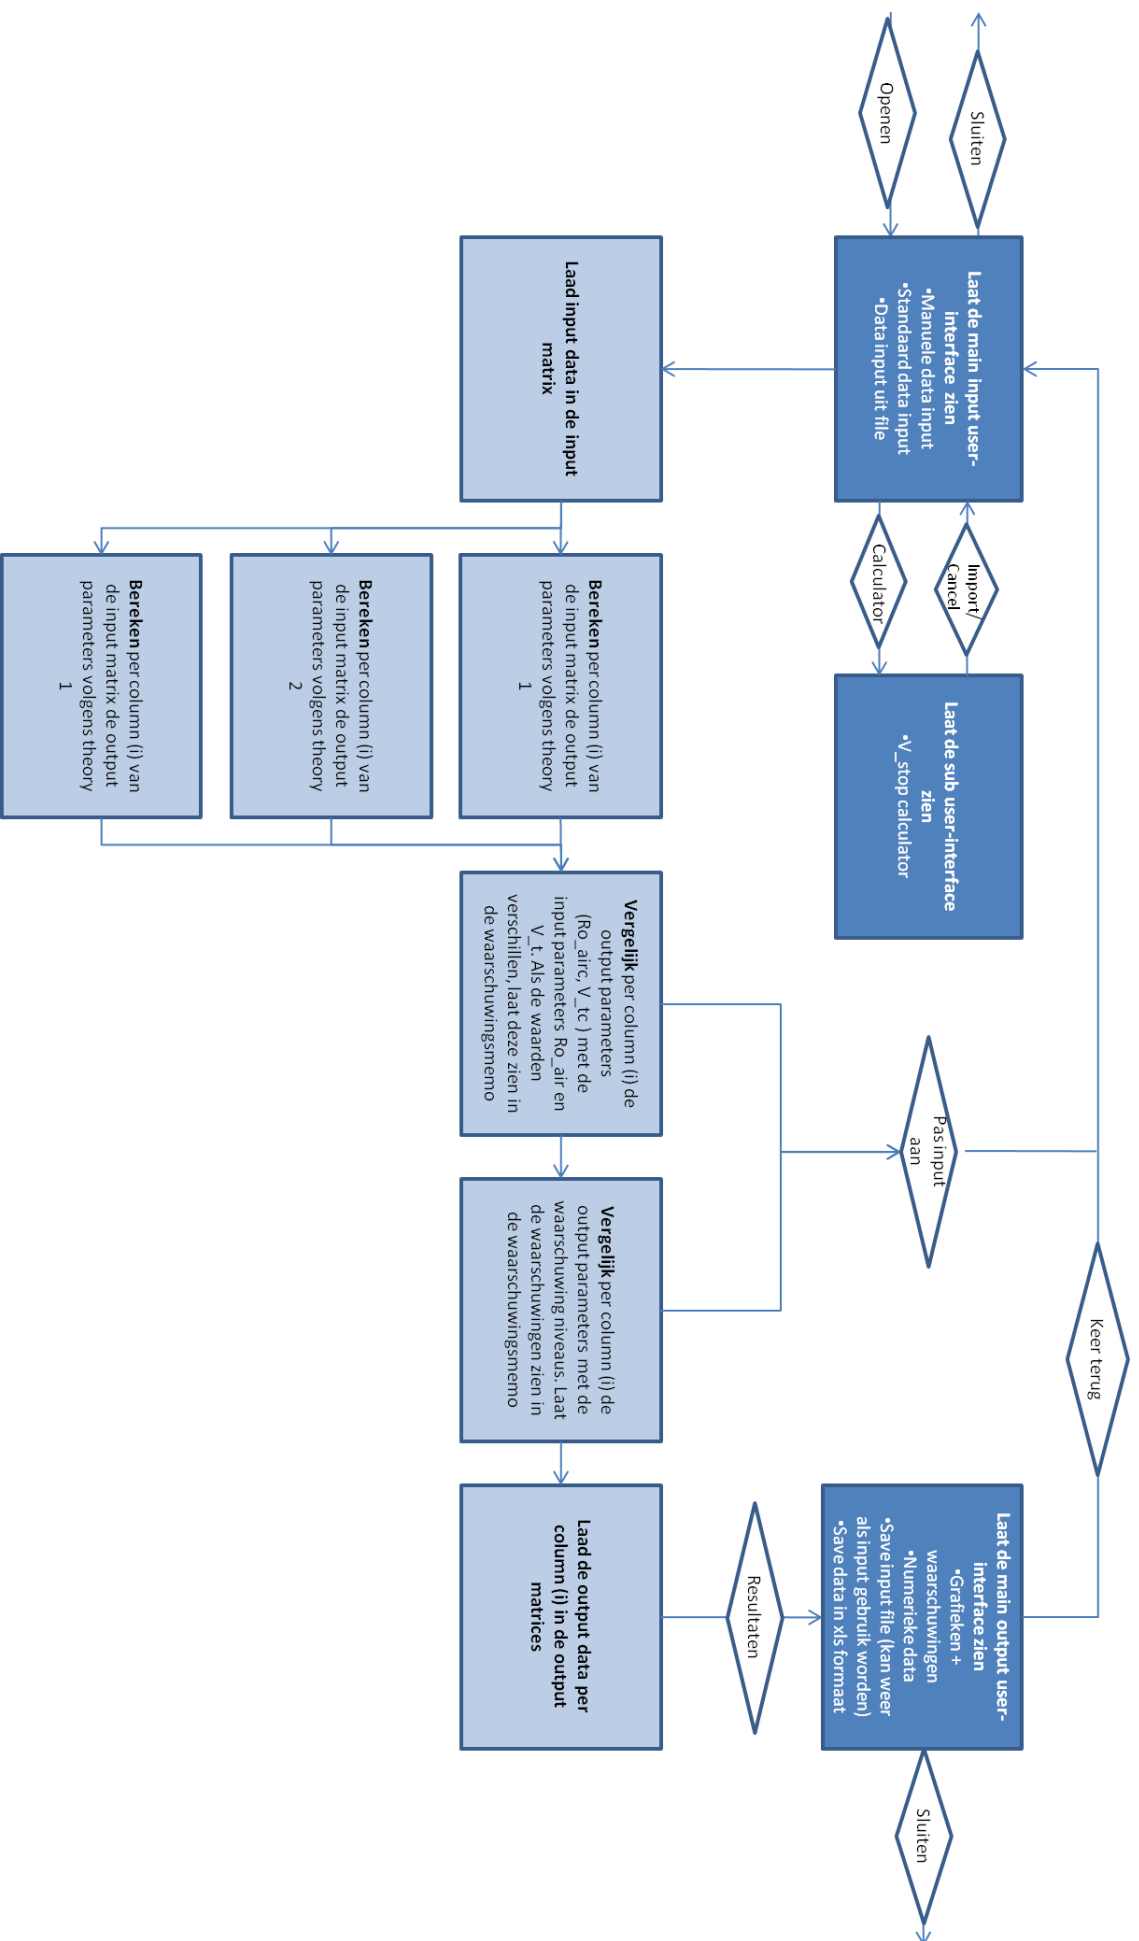 Openen
Sluiten
Laat de main input user-
interface zien
•Manuele data input
•Standaard data input
•Data input uit file
Calculator
Import/
Cancel
Laat de sub user-interface
zien
•V_stop calculator
Pas input
aan
Keer terug
Laat de main output user-
interface zien
•Grafieken +
waarschuwingen
•Numerieke data
•Save input file (kan weer
als input gebruik worden)
•Save data in xls formaat
Sluiten
Resultaten
Laad input data in de input
matrix
Bereken per column (i) van
de input matrix de output
parameters volgens theory
1
Vergelijk per column (i) de
output parameters
(Ro_airc, V_tc ) met de
input parameters Ro_air en
V_t. Als de waarden
verschillen, laat deze zien in
de waarschuwingsmemo
Vergelijk per column (i) de
output parameters met de
waarschuwing niveaus. Laat
de waarschuwingen zien in
de waarschuwingsmemo
Laad de output data per
column (i) in de output
matrices
Bereken per column (i) van
de input matrix de output
parameters volgens theory
2
Bereken per column (i) van
de input matrix de output
parameters volgens theory
1